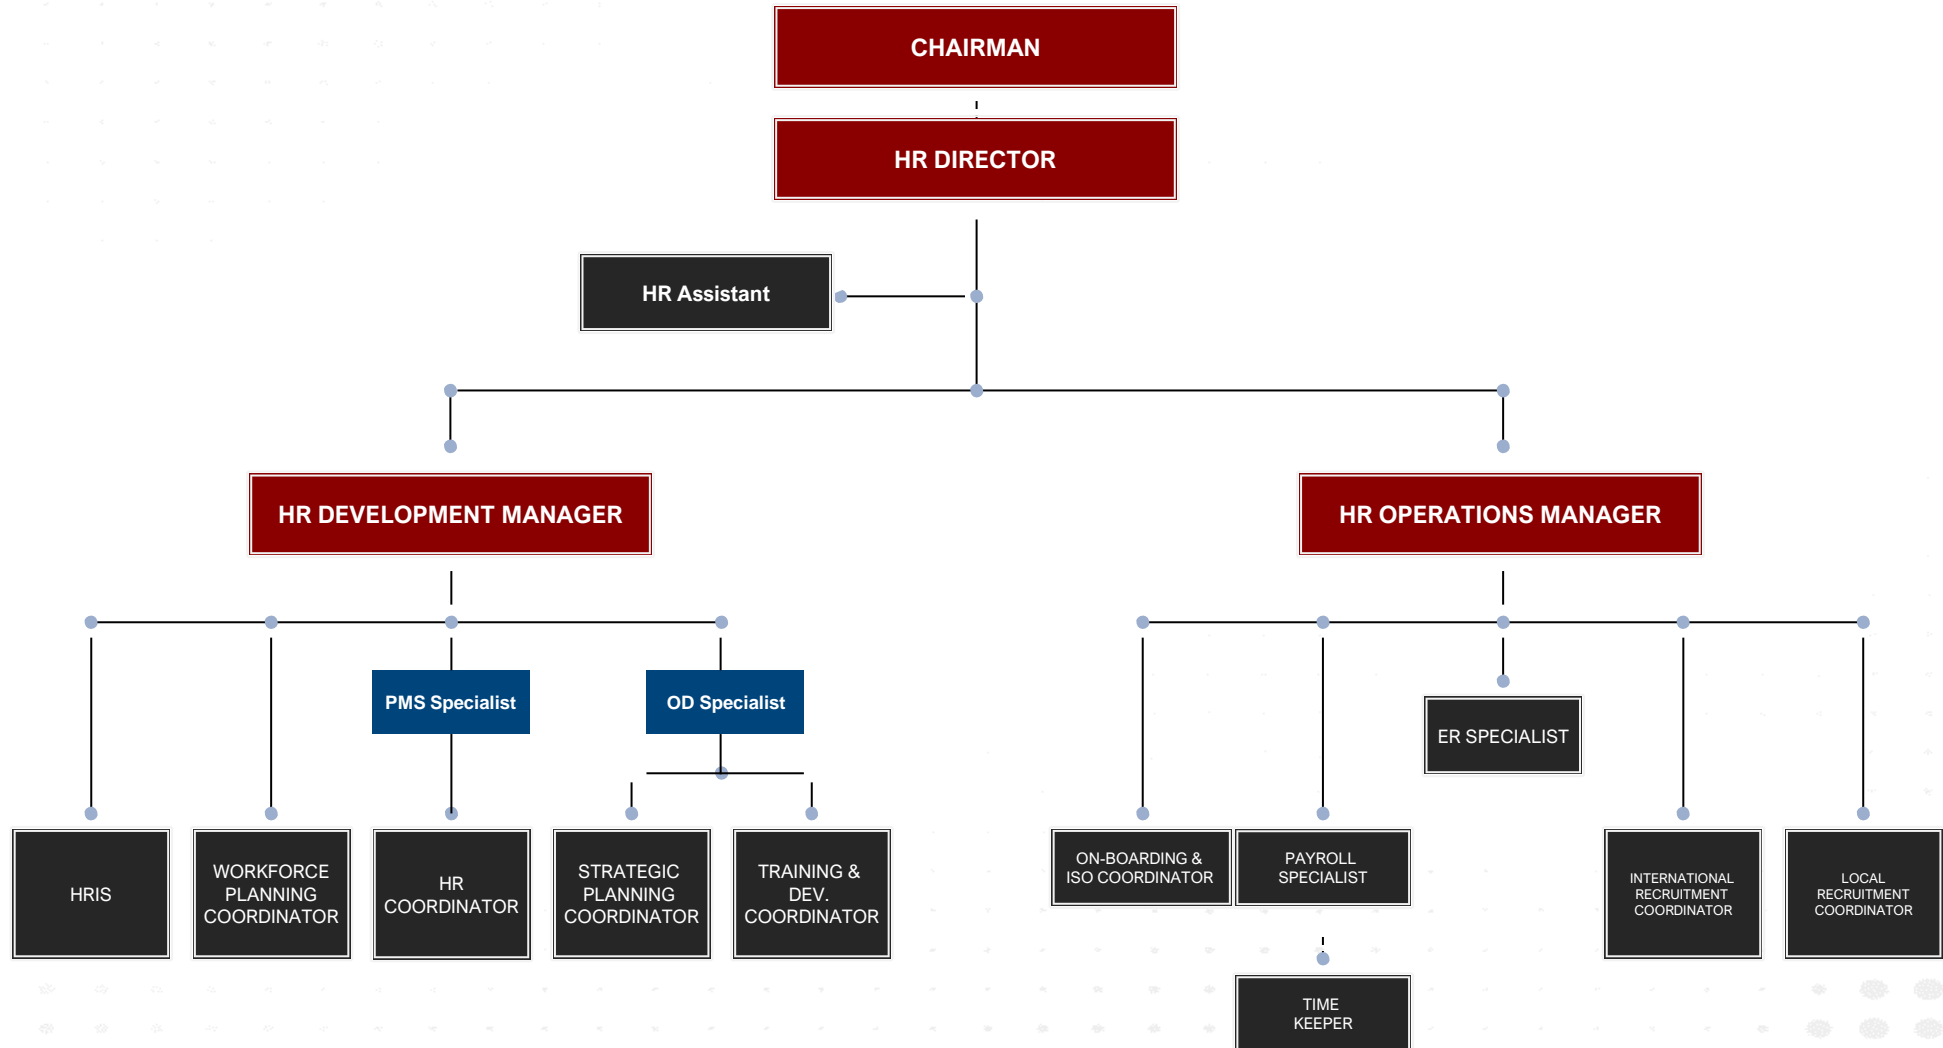 CHAIRMAN
HR DIRECTOR
HR Assistant
HR DEVELOPMENT MANAGER
HR OPERATIONS MANAGER
PMS Specialist
OD Specialist
ER SPECIALIST
HRIS
WORKFORCE
PLANNING
COORDINATOR
HR
COORDINATOR
STRATEGIC
PLANNING
COORDINATOR
TRAINING &
DEV.
COORDINATOR
ON-BOARDING &
ISO COORDINATOR
PAYROLL
SPECIALIST
INTERNATIONAL
RECRUITMENT
COORDINATOR
LOCAL
RECRUITMENT
COORDINATOR
TIME
KEEPER